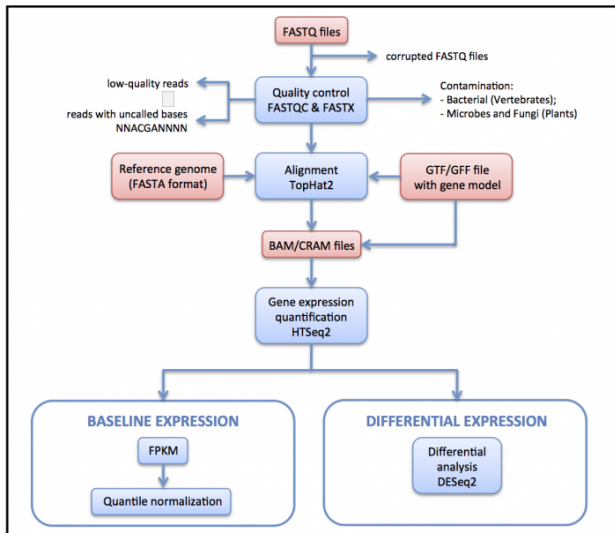 FASTQ files
corrupted FASTQ files
low-quality reads
reads with uncalled bases
NNACGANNNN
Quality control
FASTQC & FASTX
Contamination:
- Bacterial (Vertebrates);
- Microbes and Fungi (Plants)
Reference genome
(FASTA format)
Alignment
TopHat2
GTF/GFF file
with gene model
BAM/CRAM files
Gene expression
quantification
HTSeq2
BASELINE EXPRESSION
FPKM
Quantile normalization
DIFFERENTIAL EXPRESSION
Differential
analysis
DESeq2